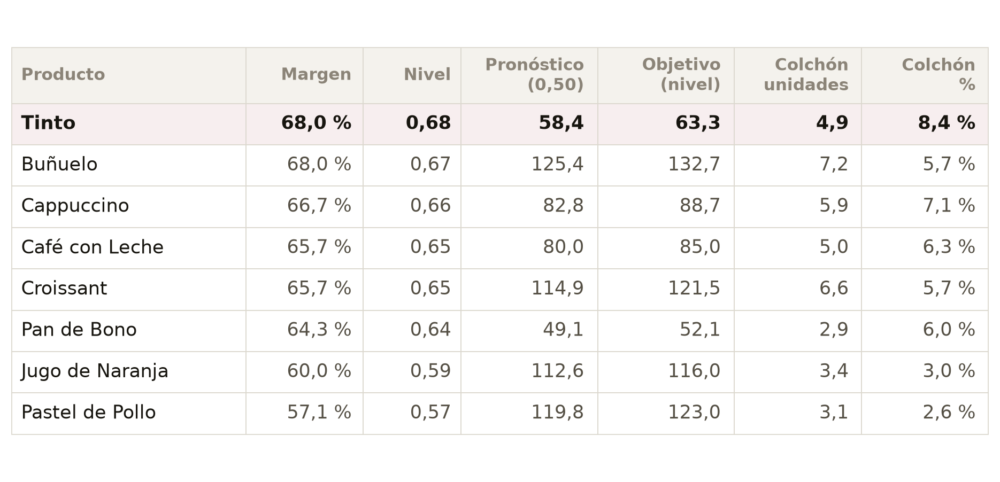 Producto Margen Nivel Pronóstico (0,50) Objetivo (nivel) Colchón unidades Colchón %
Tinto 68,0 % 0,68 58,4 63,3 4,9 8,4 %
Buñuelo 68,0 % 0,67 125,4 132,7 7,2 5,7 %
Cappuccino 66,7 % 0,66 82,8 88,7 5,9 7,1 %
Café con Leche 65,7 % 0,65 80,0 85,0 5,0 6,3 %
Croissant 65,7 % 0,65 114,9 121,5 6,6 5,7 %
Pan de Bono 64,3 % 0,64 49,1 52,1 2,9 6,0 %
Jugo de Naranja 60,0 % 0,59 112,6 116,0 3,4 3,0 %
Pastel de Pollo 57,1 % 0,57 119,8 123,0 3,1 2,6 %